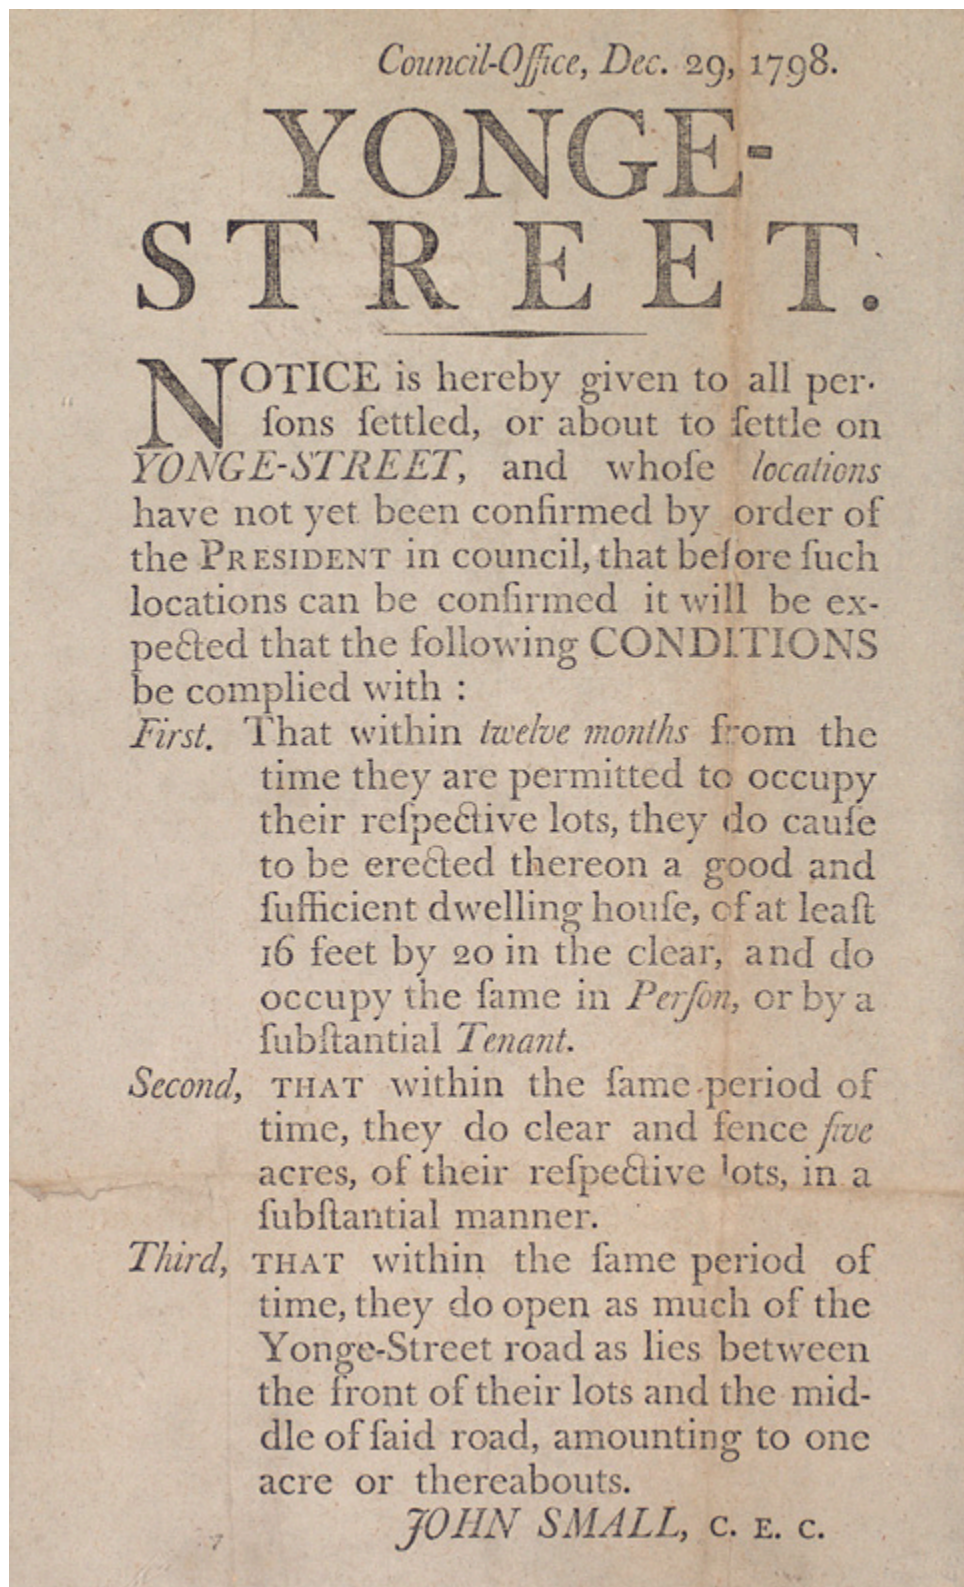 Council-Office, Dec. 29, 1798.
YONGE-
STREET.
NOTICE is hereby given to all per-
ſons ſettled, or about to ſettle on
YONGE-STREET, and whoſe locations
have not yet been confirmed by order of
the PRESIDENT in council, that before ſuch
locations can be confirmed it will be ex-
pected that the following CONDITIONS
be complied with :
First. That within twelve months from the
time they are permitted to occupy
their reſpective lots, they do cauſe
to be erected thereon a good and
ſufficient dwelling houſe, of at leaſt
16 feet by 20 in the clear, and do
occupy the ſame in Perſon, or by a
ſubſtantial Tenant.
Second, THAT within the ſame period of
time, they do clear and fence five
acres, of their reſpective lots, in a
ſubſtantial manner.
Third, THAT within the ſame period of
time, they do open as much of the
Yonge-Street road as lies between
the front of their lots and the mid-
dle of ſaid road, amounting to one
acre or thereabouts.
JOHN SMALL, C. E. C.